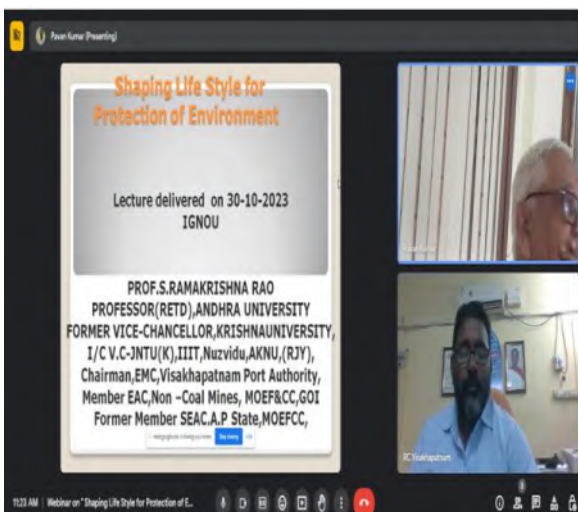 Pavan Kumar (Presenting)
Shaping Life Style for
Protection of Environment
Lecture delivered on 30-10-2023
IGNOU
PROF.S.RAMAKRISHNA RAO
PROFESSOR(RETD),ANDHRA UNIVERSITY
FORMER VICE-CHANCELLOR,KRISHNAUNIVERSITY,
I/C V.C-JNTU(K),IIIT,Nuzvidu,AKNU,(RJY),
Chairman,EMC,Visakhapatnam Port Authority,
Member EAC,Non –Coal Mines, MOEF&CC,GOI
Former Member SEAC.A.P State,MOEFCC,
Stop sharing
RC Visakhapatnam
11:23 AM | Webinar on " Shaping Life Style for Protection of E...